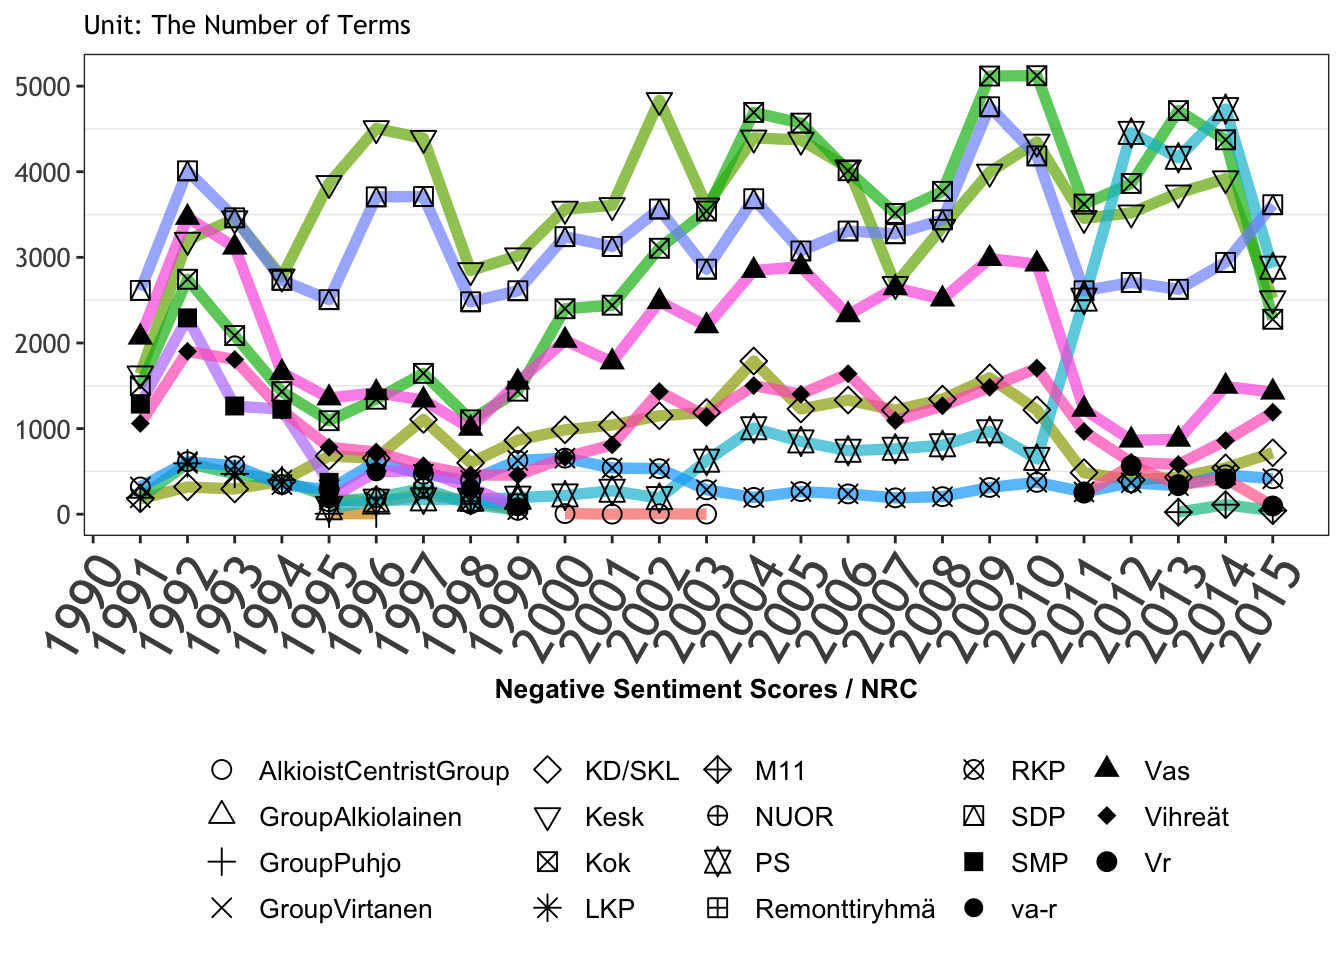 Unit: The Number of Terms
5000
4000
3000
2000
1000
0
1990 1991 1992 1993 1994 1995 1996 1997 1998 1999 2000 2001 2002 2003 2004 2005 2006 2007 2008 2009 2010 2011 2012 2013 2014 2015
Negative Sentiment Scores / NRC
AlkioistCentristGroup KD/SKL M11 RKP Vas
GroupAlkiolainen Kesk NUOR SDP Vihreät
GroupPuhjo Kok PS SMP Vr
GroupVirtanen LKP Remonttiryhmä va-r